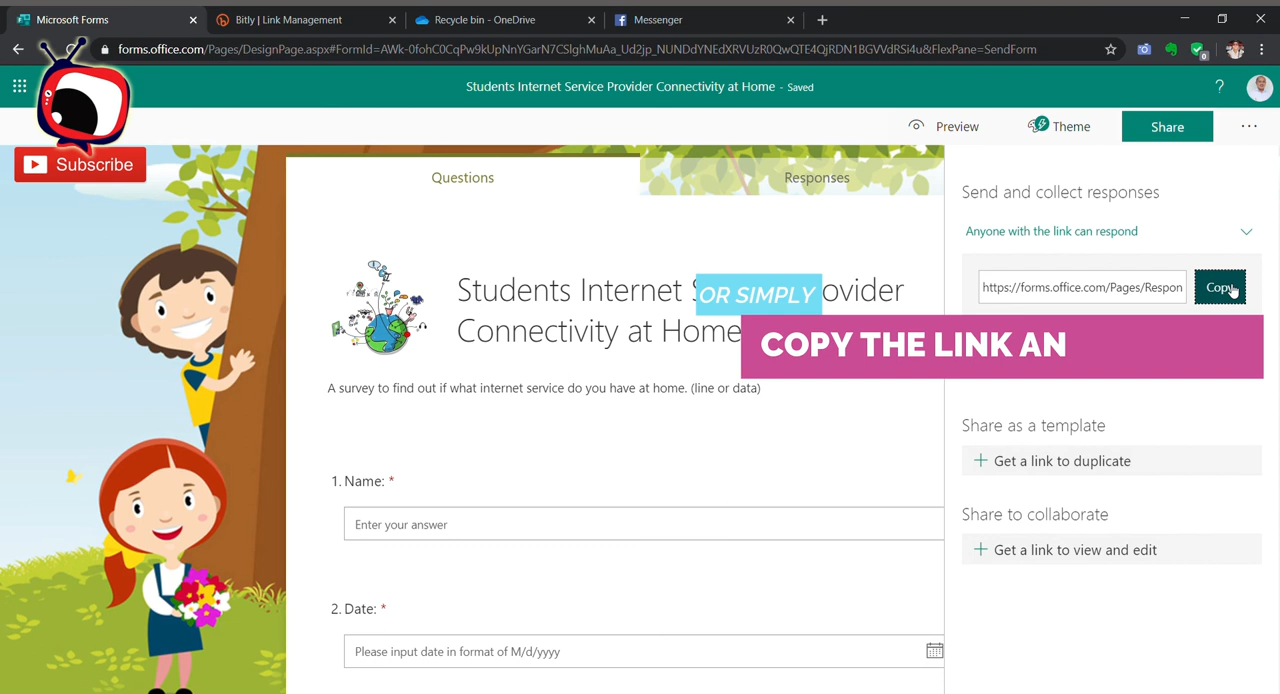 Microsoft Forms
Bitly | Link Management
Recycle bin - OneDrive
Messenger
forms.office.com/Pages/DesignPage.aspx#FormId=AWk-0fohC0CqPw9kUpNnYGarN7CSlghMuAa_Ud2jp_NUNDdYNEdXRVUzR0QwQTE4QjRDN1BGVVdRSi4u&FlexPane=SendForm
0
Students Internet Service Provider Connectivity at Home - Saved
?
Preview
Theme
Share
Subscribe
Questions
Responses
Send and collect responses
Anyone with the link can respond
https://forms.office.com/Pages/Respon
Copy
Students Internet S ovider
OR SIMPLY
Connectivity at Home
COPY THE LINK AN
A survey to find out if what internet service do you have at home. (line or data)
Share as a template
Get a link to duplicate
1. Name: *
Enter your answer
Share to collaborate
Get a link to view and edit
2. Date: *
Please input date in format of M/d/yyyy